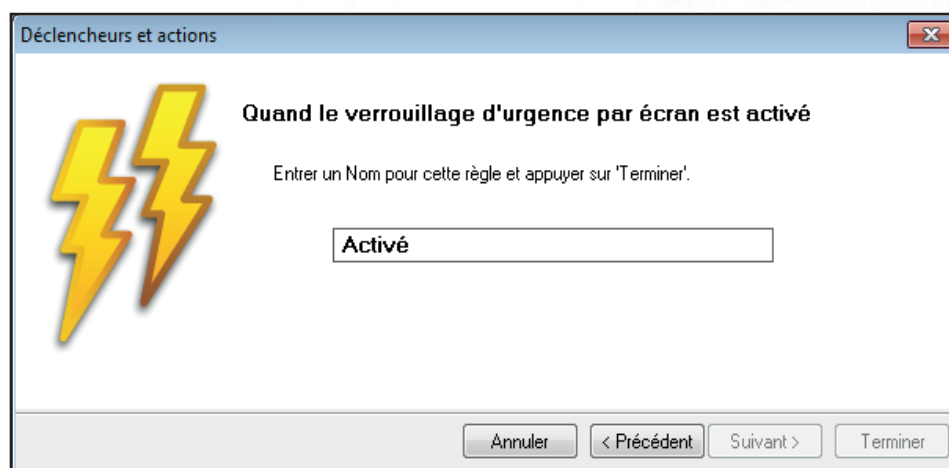 Déclencheurs et actions
Quand le verrouillage d'urgence par écran est activé
Entrer un Nom pour cette règle et appuyer sur 'Terminer'.
Activé
Annuler
< Précédent
Suivant >
Terminer